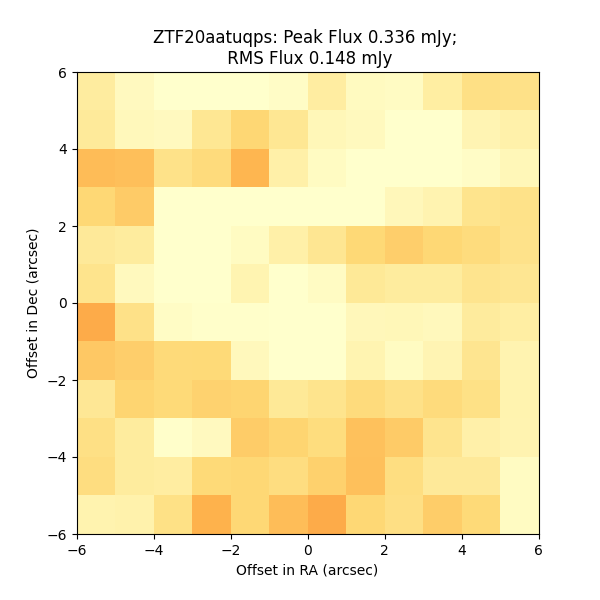 ZTF20aatuqps: Peak Flux 0.336 mJy;
RMS Flux 0.148 mJy
6
4
2
0
−2
−4
−6
Offset in Dec (arcsec)
−6 −4 −2 0 2 4 6
Offset in RA (arcsec)